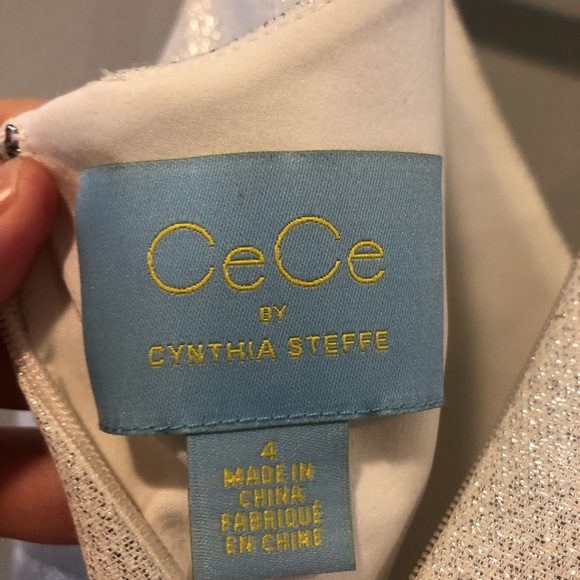 CeCe
BY
CYNTHIA STEFFE
4
MADE IN
CHINA
FABRIQUÉ
EN CHINE